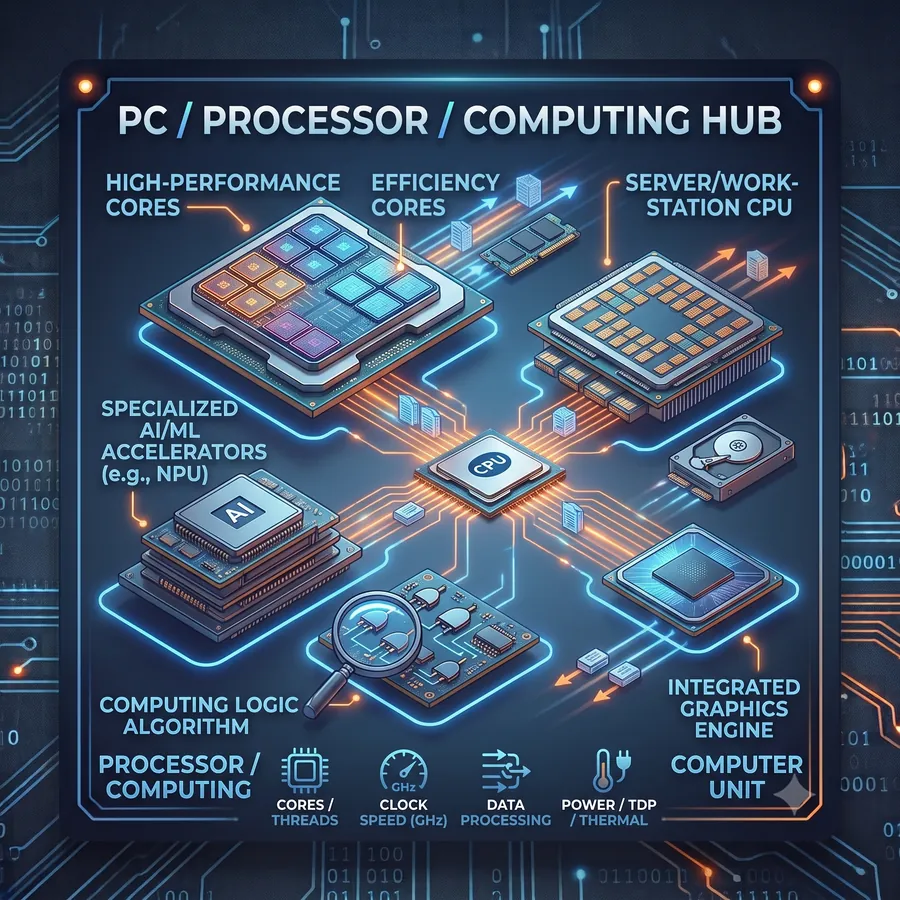 PC / PROCESSOR / COMPUTING HUB
HIGH-PERFORMANCE
CORES
EFFICIENCY
CORES
SERVER/WORK-
STATION CPU
SPECIALIZED
AI/ML
ACCELERATORS
(e.g., NPU)
CPU
AI
COMPUTING LOGIC
ALGORITHM
INTEGRATED
GRAPHICS
ENGINE
PROCESSOR /
COMPUTING
CORES /
THREADS
GHz
CLOCK
SPEED (GHz)
DATA
PROCESSING
POWER / TDP
/ THERMAL
COMPUTER
UNIT